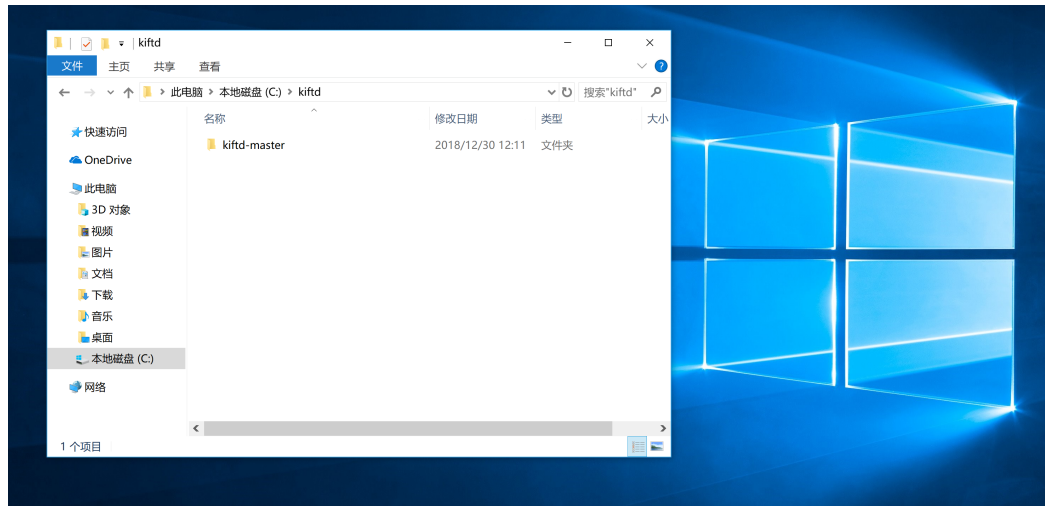 kiftd
文件 主页 共享 查看
此电脑 本地磁盘 (C:) kiftd 搜索"kiftd"
名称 修改日期 类型 大小
快速访问
kiftd-master 2018/12/30 12:11 文件夹
OneDrive
此电脑
3D 对象
视频
图片
文档
下载
音乐
桌面
本地磁盘 (C:)
网络
1 个项目